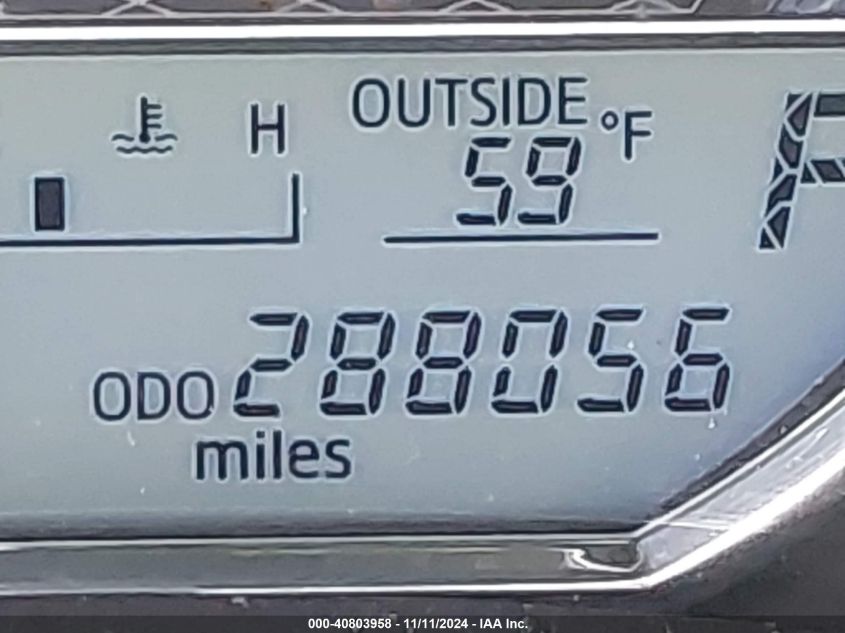 H
OUTSIDE
59 °F
ODO 288056
miles
000-40803958 - 11/11/2024 - IAA Inc.